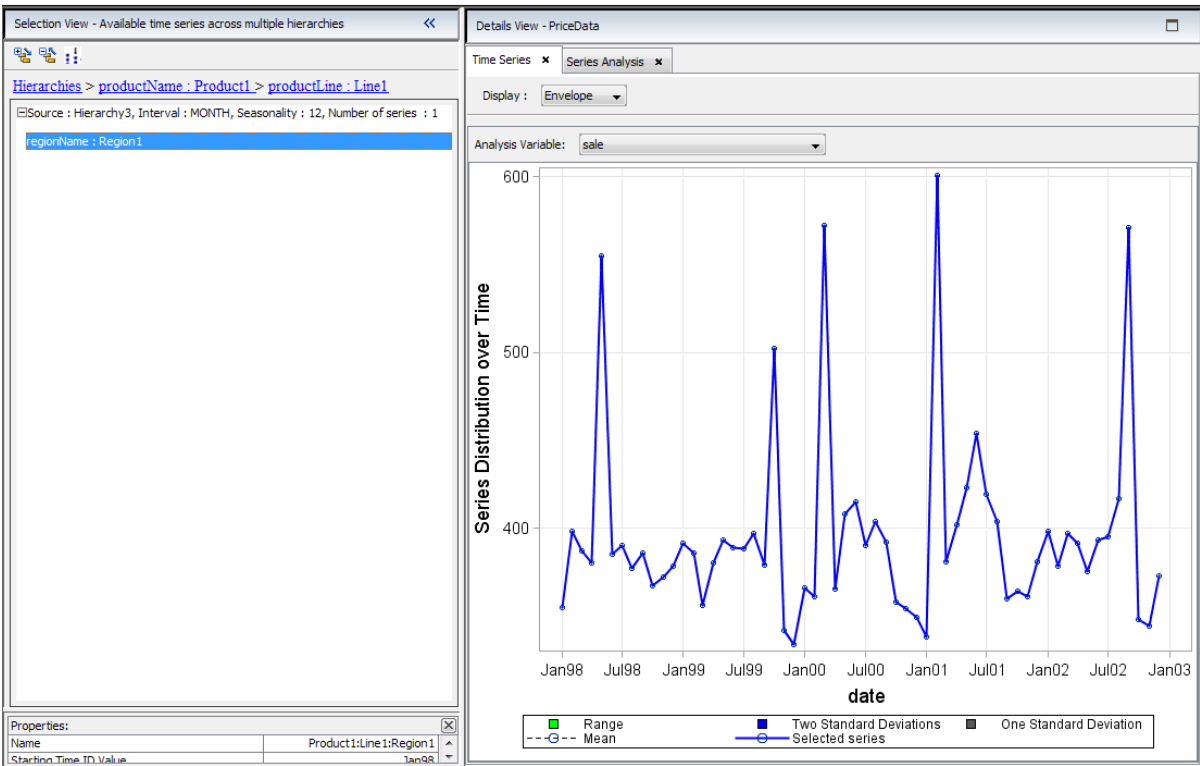 Selection View - Available time series across multiple hierarchies
Hierarchies > productName : Product1 > productLine : Line1
Source : Hierarchy3, Interval : MONTH, Seasonality : 12, Number of series : 1
regionName : Region1
Properties:
Name Product1:Line1:Region1
Starting Time ID Value Jan98
Details View - PriceData
Time Series Series Analysis
Display : Envelope
Analysis Variable: sale
600
500
400
Series Distribution over Time
Jan98 Jul98 Jan99 Jul99 Jan00 Jul00 Jan01 Jul01 Jan02 Jul02 Jan03
date
Range Two Standard Deviations One Standard Deviation
Mean Selected series